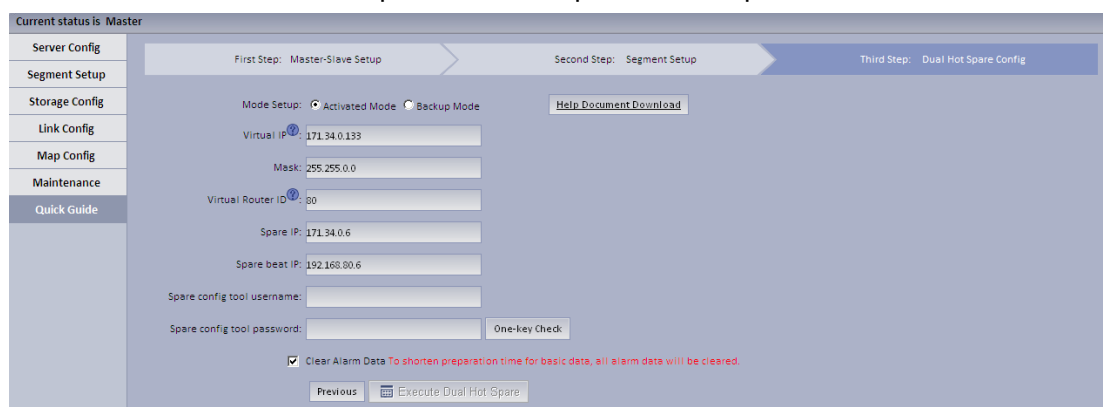 Current status is Master
Server Config
Segment Setup
Storage Config
Link Config
Map Config
Maintenance
Quick Guide
First Step: Master-Slave Setup
Second Step: Segment Setup
Third Step: Dual Hot Spare Config
Mode Setup: Activated Mode Backup Mode Help Document Download
Virtual IP?: 171.34.0.133
Mask: 255.255.0.0
Virtual Router ID?: 80
Spare IP: 171.34.0.6
Spare beat IP: 192.168.80.6
Spare config tool username:
Spare config tool password: One-key Check
Clear Alarm Data To shorten preparation time for basic data, all alarm data will be cleared.
Previous Execute Dual Hot Spare